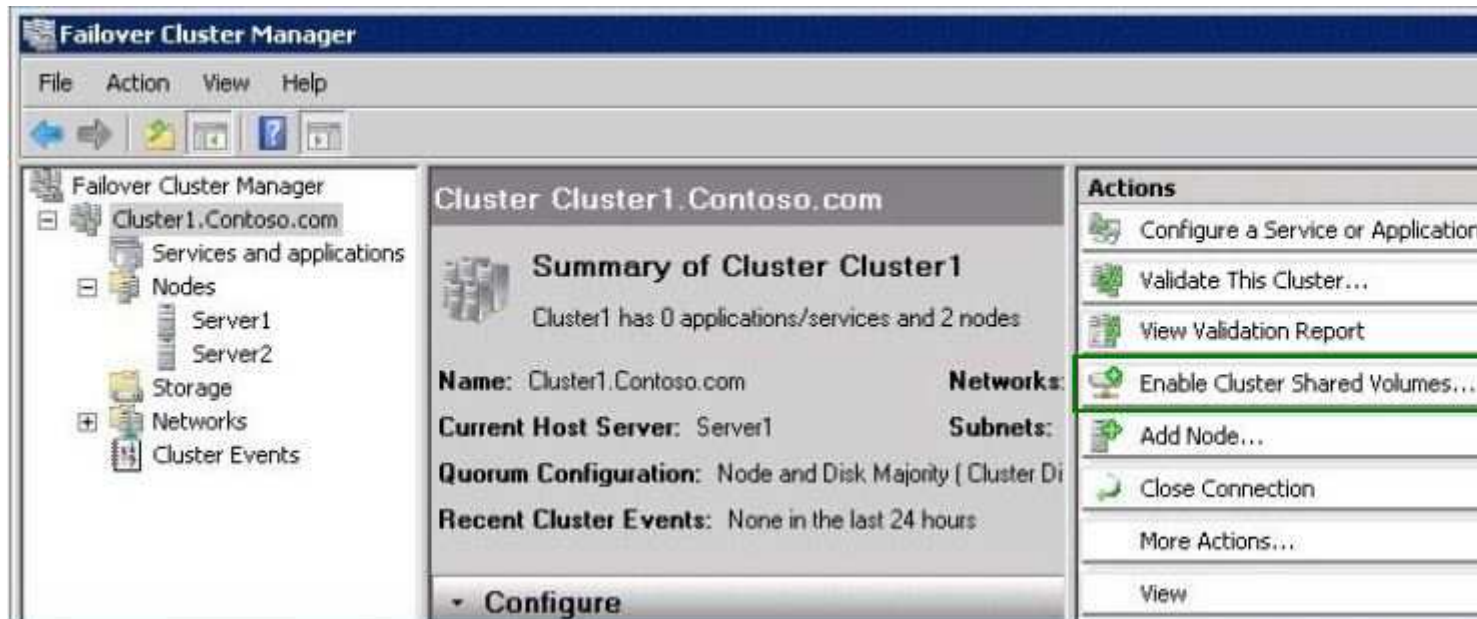 Failover Cluster Manager
File Action View Help
Failover Cluster Manager
Cluster1.Contoso.com
Services and applications
Nodes
Server1
Server2
Storage
Networks
Cluster Events
Cluster Cluster1.Contoso.com
Summary of Cluster Cluster1
Cluster1 has 0 applications/services and 2 nodes
Name: Cluster1.Contoso.com Networks:
Current Host Server: Server1 Subnets:
Quorum Configuration: Node and Disk Majority ( Cluster Di
Recent Cluster Events: None in the last 24 hours
Configure
Actions
Configure a Service or Application
Validate This Cluster...
View Validation Report
Enable Cluster Shared Volumes...
Add Node...
Close Connection
More Actions...
View